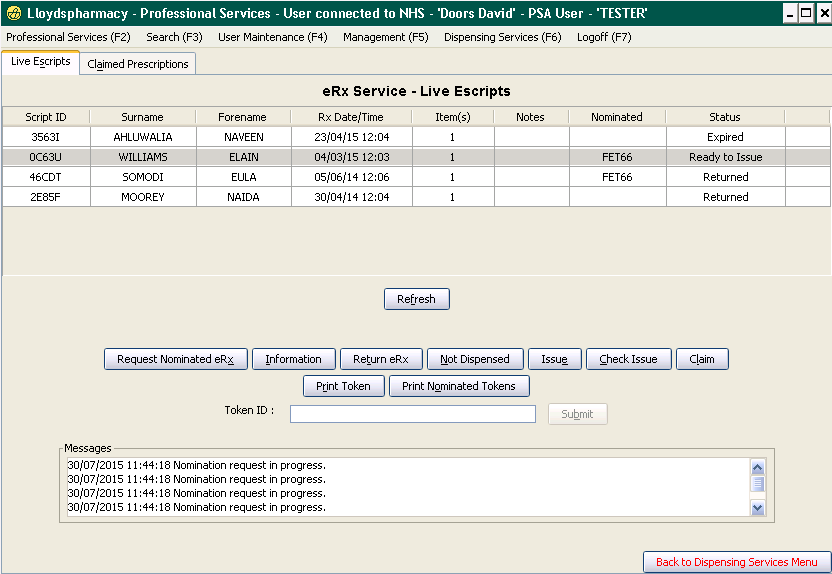 Lloydspharmacy - Professional Services - User connected to NHS - 'Doors David' - PSA User - 'TESTER'
Professional Services (F2) Search (F3) User Maintenance (F4) Management (F5) Dispensing Services (F6) Logoff (F7)
Live Escripts Claimed Prescriptions
eRx Service - Live Escripts
Script ID Surname Forename Rx Date/Time Item(s) Notes Nominated Status
3563I AHLUWALIA NAVEEN 23/04/15 12:04 1 Expired
0C63U WILLIAMS ELAIN 04/03/15 12:03 1 FET66 Ready to Issue
46CDT SOMODI EULA 05/06/14 12:06 1 FET66 Returned
2E85F MOOREY NAIDA 30/04/14 12:04 1 Returned
Refresh
Request Nominated eRx Information Return eRx Not Dispensed Issue Check Issue Claim
Print Token Print Nominated Tokens
Token ID : Submit
Messages
30/07/2015 11:44:18 Nomination request in progress.
30/07/2015 11:44:18 Nomination request in progress.
30/07/2015 11:44:18 Nomination request in progress.
30/07/2015 11:44:18 Nomination request in progress.
Back to Dispensing Services Menu